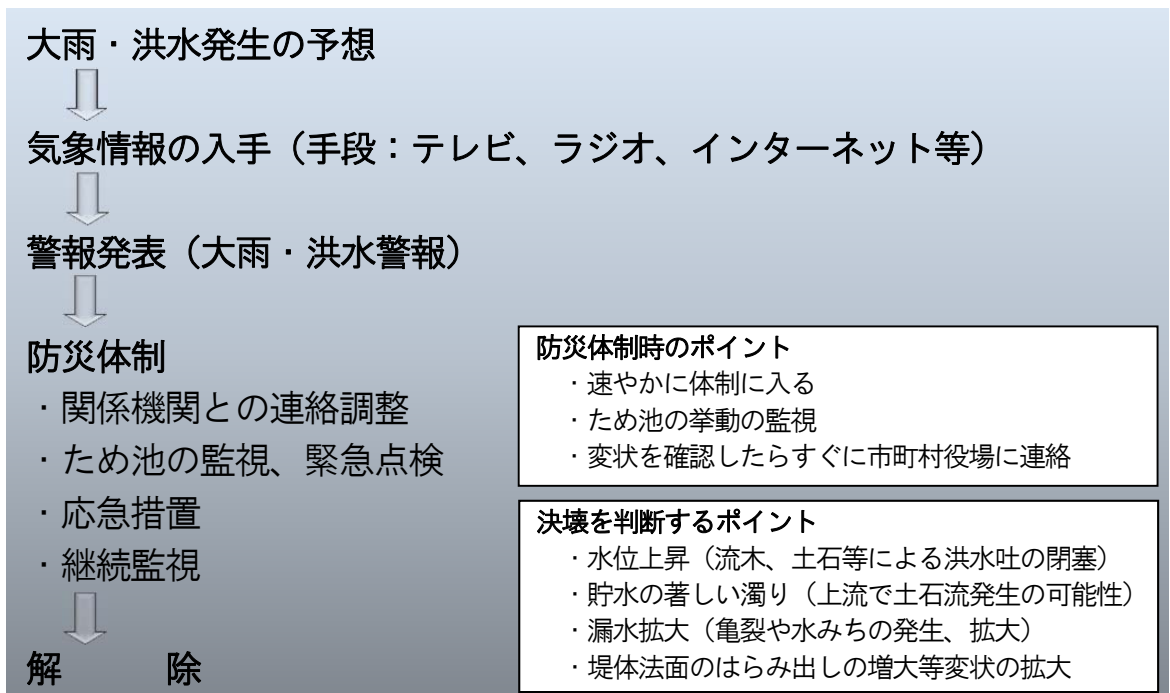 大雨・洪水発生の予想
気象情報の入手（手段：テレビ、ラジオ、インターネット等）
警報発表（大雨・洪水警報）
防災体制
・関係機関との連絡調整
・ため池の監視、緊急点検
・応急措置
・継続監視
解　　　除
防災体制時のポイント
・速やかに体制に入る
・ため池の挙動の監視
・変状を確認したらすぐに市町村役場に連絡
決壊を判断するポイント
・水位上昇（流木、土石等による洪水吐の閉塞）
・貯水の著しい濁り（上流で土石流発生の可能性）
・漏水拡大（亀裂や水みちの発生、拡大）
・堤体法面のはらみ出しの増大等変状の拡大